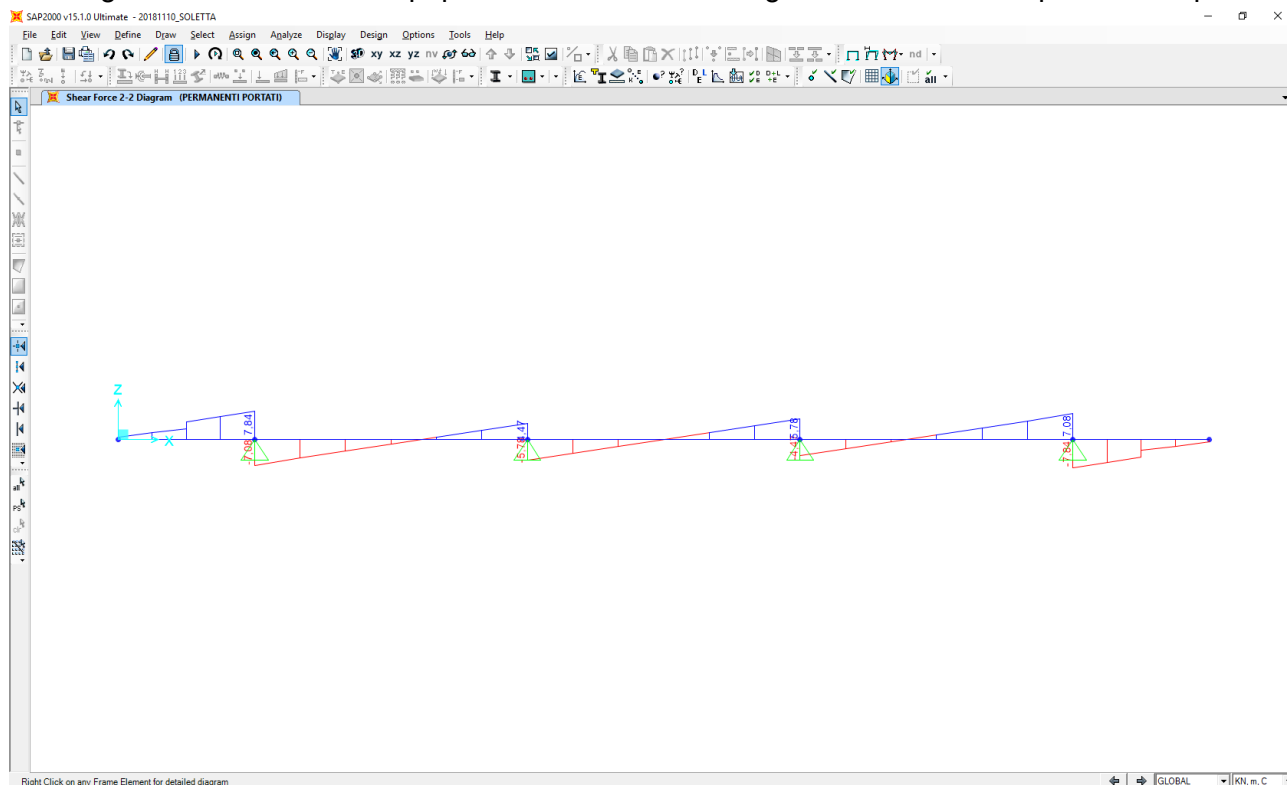 SAP2000 v15.1.0 Ultimate - 20181110_SOLETTA
File Edit View Define Draw Select Assign Analyze Display Design Options Tools Help
xy xz yz nv nd
Shear Force 2-2 Diagram (PERMANENTI PORTATI)
Z
X
7.84
-7.08
4.47
-5.78
5.78
-4.47
7.08
-7.84
Right Click on any Frame Element for detailed diagram
GLOBAL
KN, m, C